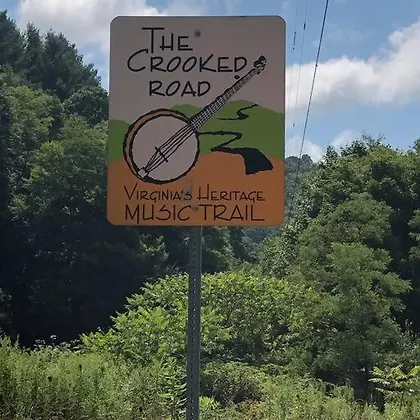 The
Crooked
Road
Virginia's Heritage
Music Trail